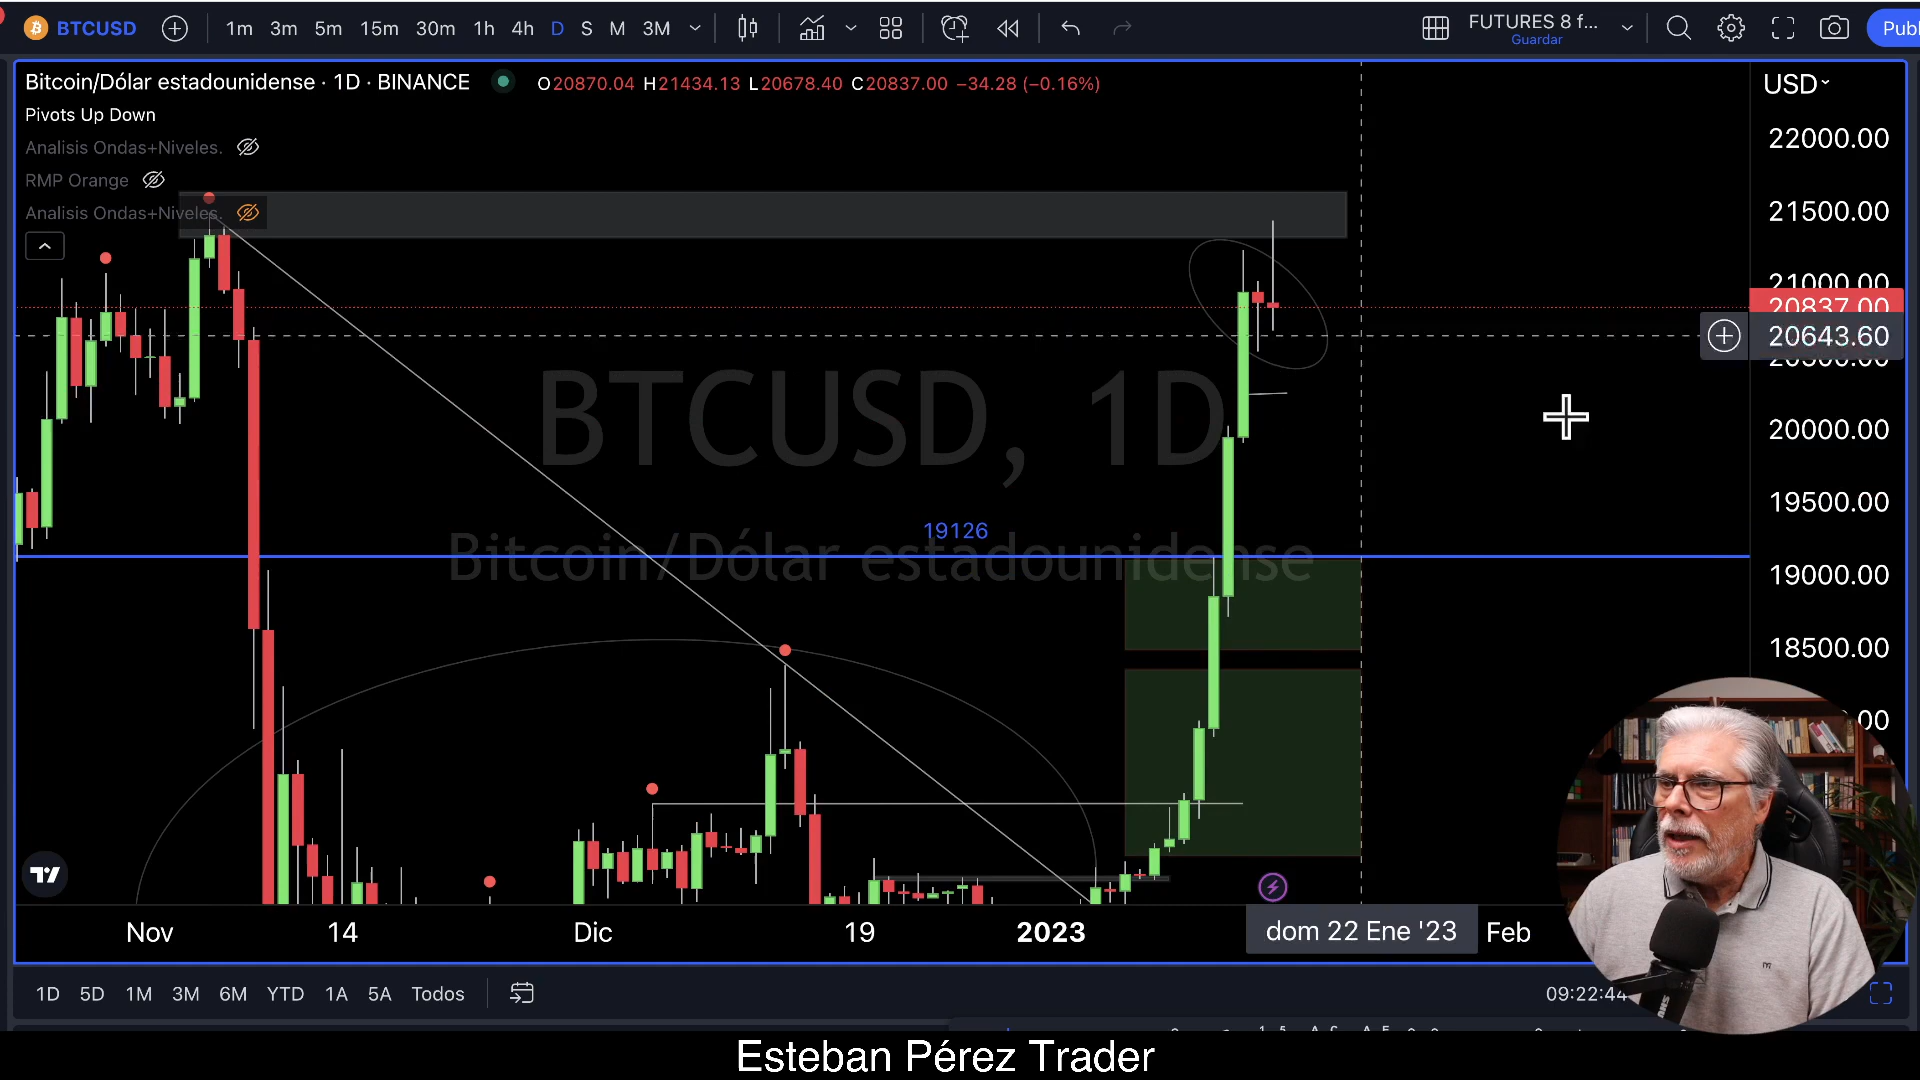 BTCUSD 1m 3m 5m 15m 30m 1h 4h D S M 3M FUTURES 8 f... Guardar Publ
Bitcoin/Dólar estadounidense · 1D · BINANCE O20870.04 H21434.13 L20678.40 C20837.00 −34.28 (−0.16%) USD
Pivots Up Down
22000.00
Analisis Ondas+Niveles.
RMP Orange
Analisis Ondas+Niveles.
21500.00
21000.00
20837.00
20643.60
20500.00
BTCUSD, 1D
20000.00
19500.00
19126
Bitcoin/Dólar estadounidense
19000.00
18500.00
Nov 14 Dic 19 2023 dom 22 Ene '23 Feb
1D 5D 1M 3M 6M YTD 1A 5A Todos 09:22:44
Esteban Pérez Trader